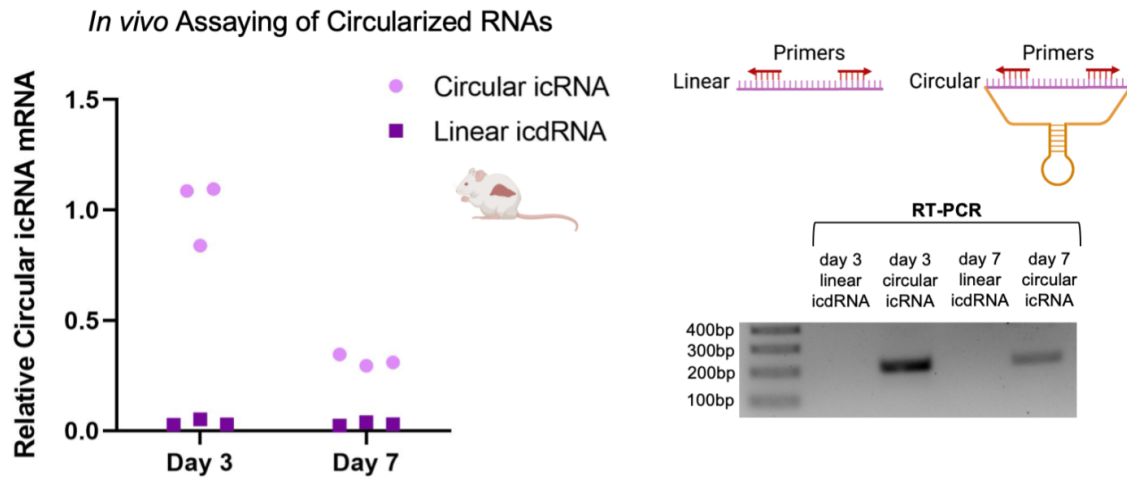 In vivo Assaying of Circularized RNAs
Relative Circular icRNA mRNA
1.5
1.0
0.5
0.0
Day 3
Day 7
Circular icRNA
Linear icdRNA
Primers
Linear
Primers
Circular
RT-PCR
day 3
linear
icdRNA
day 3
circular
icRNA
day 7
linear
icdRNA
day 7
circular
icRNA
400bp
300bp
200bp
100bp